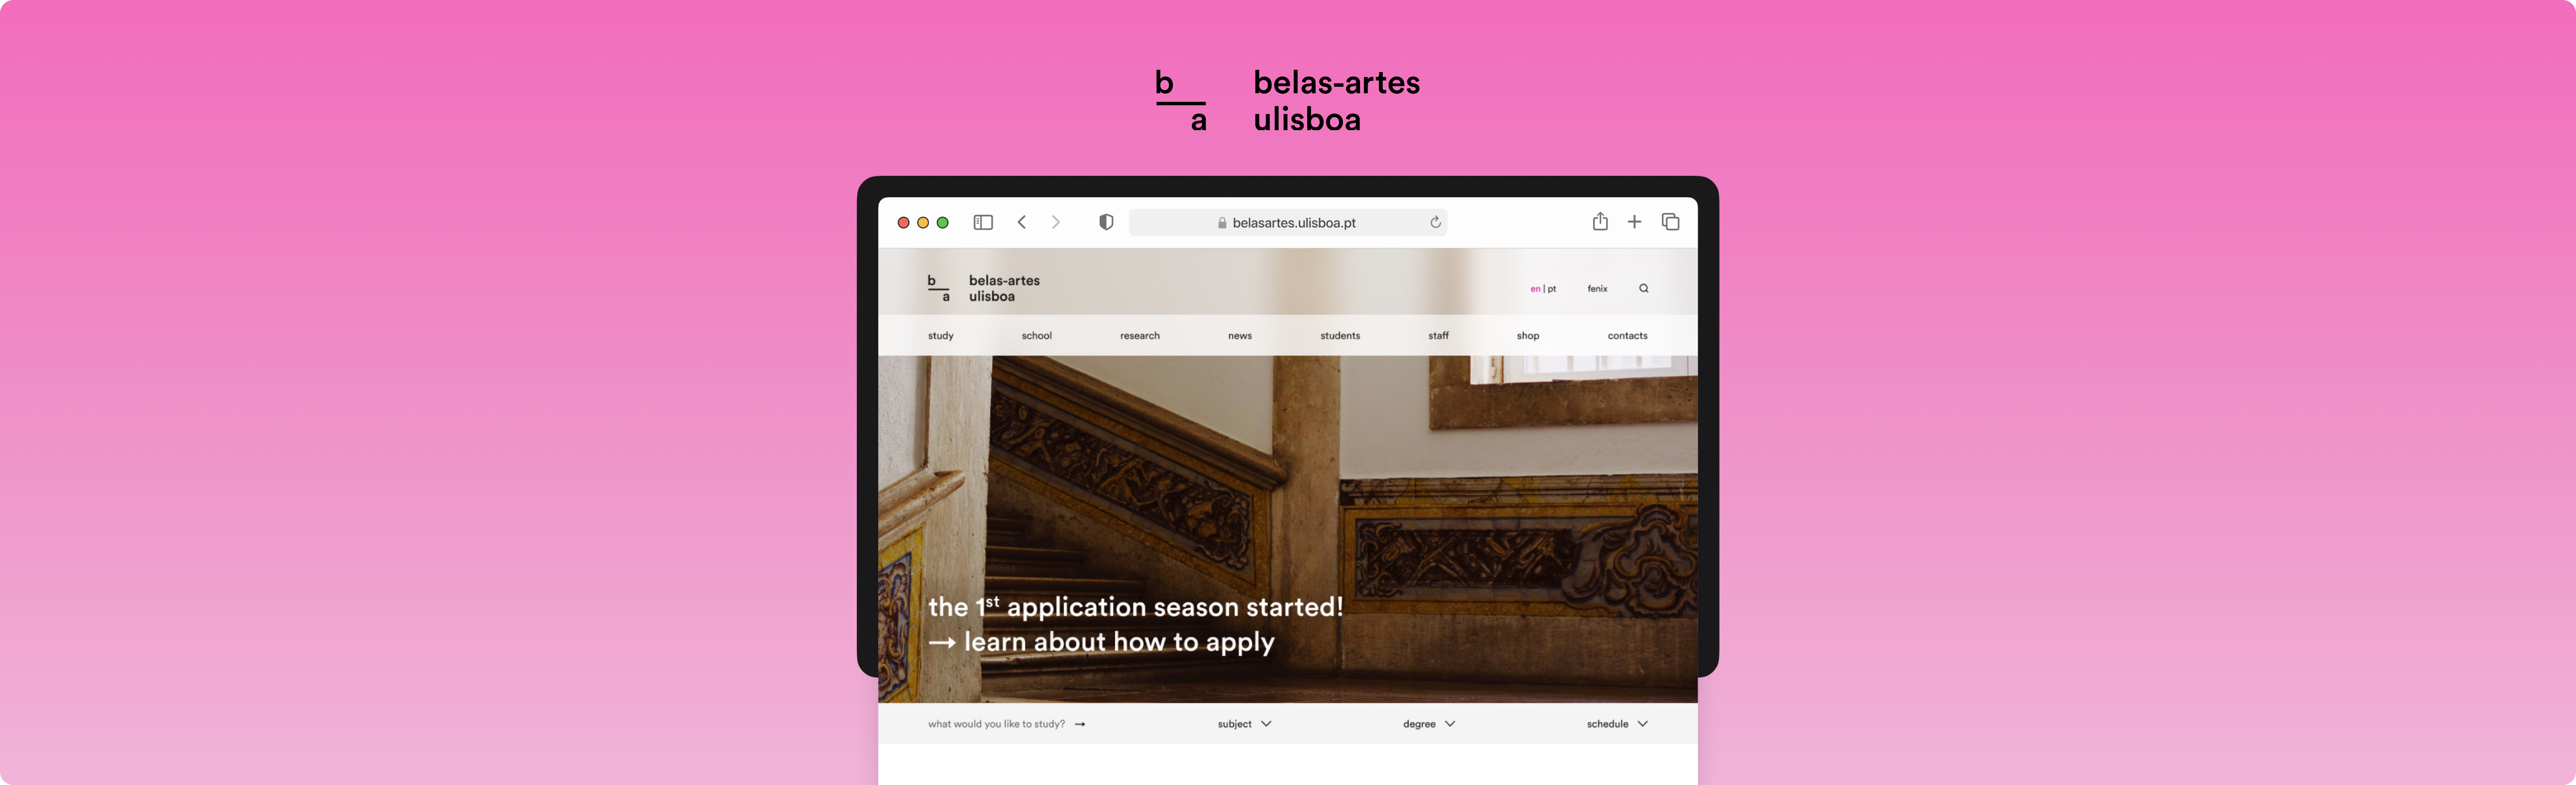 b
a
belas-artes
ulisboa
belasartes.ulisboa.pt
b
a
belas-artes
ulisboa
en | pt
fenix
study
school
research
news
students
staff
shop
contacts
the 1st application season started!
→ learn about how to apply
what would you like to study? →
subject
degree
schedule